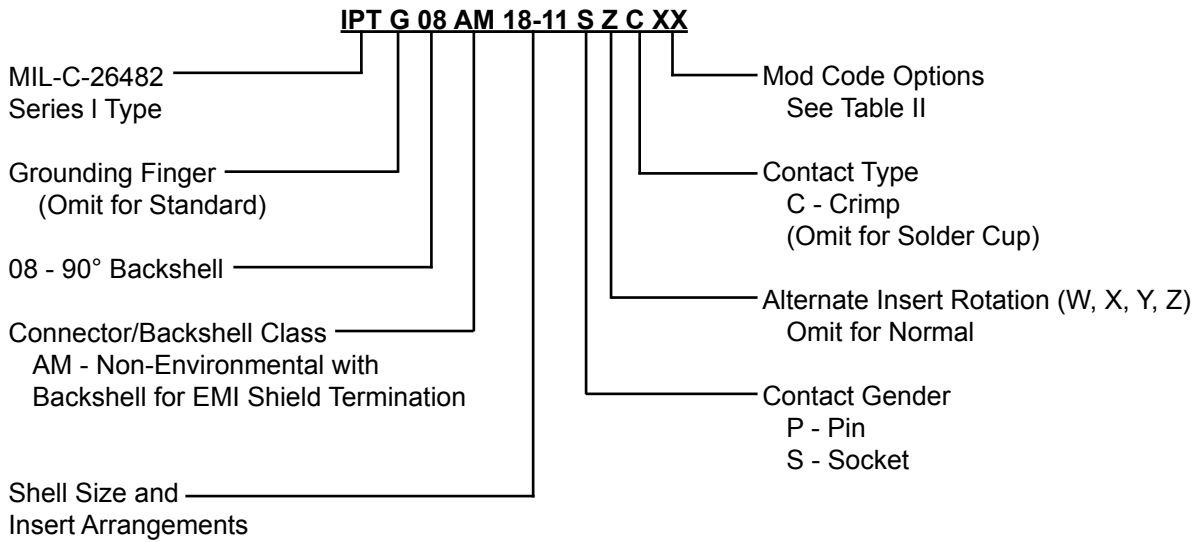 IPT G 08 AM 18-11 S Z C XX
MIL-C-26482
Series I Type
Grounding Finger
(Omit for Standard)
08 - 90° Backshell
Connector/Backshell Class
AM - Non-Environmental with
Backshell for EMI Shield Termination
Shell Size and
Insert Arrangements
Mod Code Options
See Table II
Contact Type
C - Crimp
(Omit for Solder Cup)
Alternate Insert Rotation (W, X, Y, Z)
Omit for Normal
Contact Gender
P - Pin
S - Socket